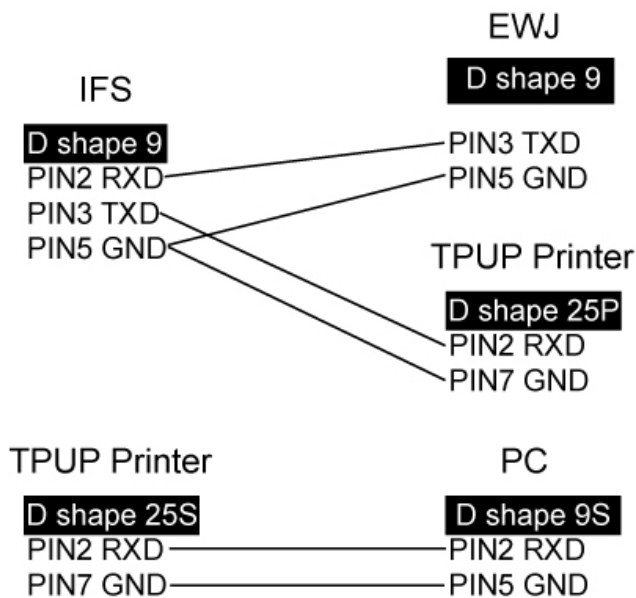 EWJ
D shape 9
IFS
D shape 9
PIN2 RXD
PIN3 TXD
PIN5 GND
PIN3 TXD
PIN5 GND
TPUP Printer
D shape 25P
PIN2 RXD
PIN7 GND
TPUP Printer
D shape 25S
PIN2 RXD
PIN7 GND
PC
D shape 9S
PIN2 RXD
PIN5 GND